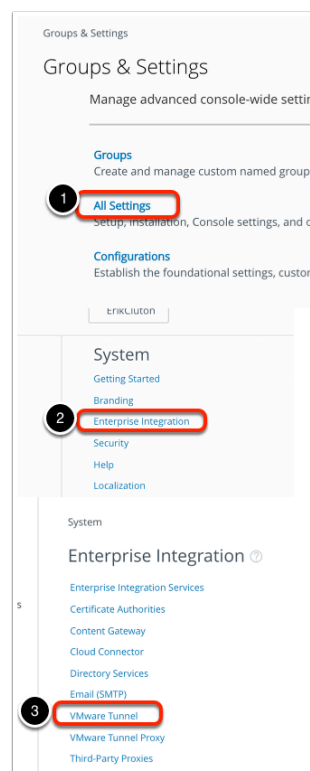 Groups & Settings
Groups & Settings
Manage advanced console-wide settin
Groups
Create and manage custom named group
1
All Settings
Setup, installation, Console settings, and c
Configurations
Establish the foundational settings, custor
ErikCluton
System
Getting Started
Branding
2
Enterprise Integration
Security
Help
Localization
System
Enterprise Integration
Enterprise Integration Services
s
Certificate Authorities
Content Gateway
Cloud Connector
Directory Services
Email (SMTP)
3
VMware Tunnel
VMware Tunnel Proxy
Third-Party Proxies